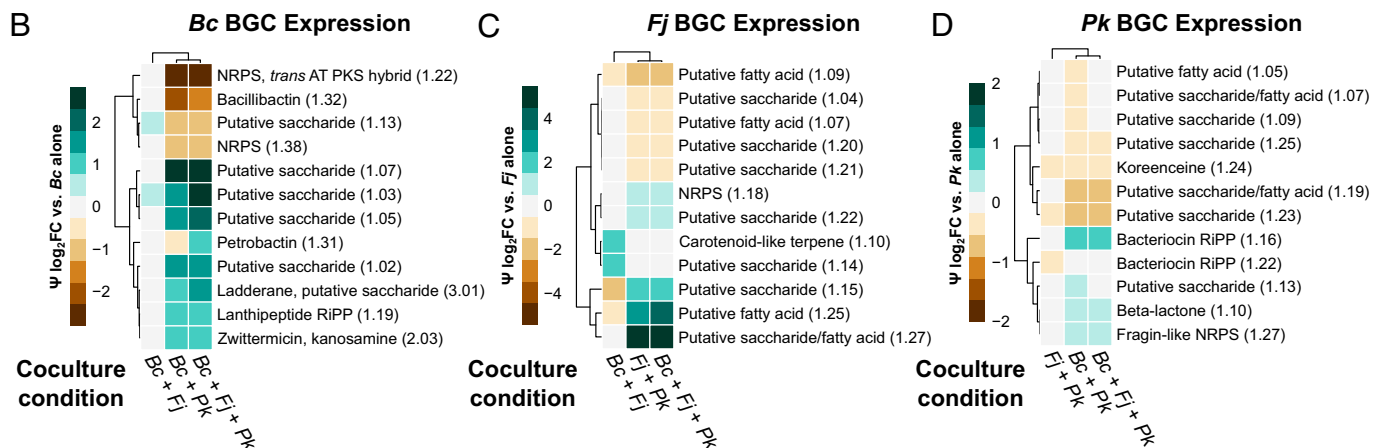 B
Bc BGC Expression
Ψ log2FC vs. Bc alone
2
1
0
−1
−2
NRPS, trans AT PKS hybrid (1.22)
Bacillibactin (1.32)
Putative saccharide (1.13)
NRPS (1.38)
Putative saccharide (1.07)
Putative saccharide (1.03)
Putative saccharide (1.05)
Petrobactin (1.31)
Putative saccharide (1.02)
Ladderane, putative saccharide (3.01)
Lanthipeptide RiPP (1.19)
Zwittermicin, kanosamine (2.03)
Coculture
condition
Bc + Fj
Bc + Pk
Bc + Fj + Pk
C
Fj BGC Expression
Ψ log2FC vs. Fj alone
4
2
0
−2
−4
Putative fatty acid (1.09)
Putative saccharide (1.04)
Putative fatty acid (1.07)
Putative saccharide (1.20)
Putative saccharide (1.21)
NRPS (1.18)
Putative saccharide (1.22)
Carotenoid-like terpene (1.10)
Putative saccharide (1.14)
Putative saccharide (1.15)
Putative fatty acid (1.25)
Putative saccharide/fatty acid (1.27)
Coculture
condition
Bc + Fj
Fj + Pk
Bc + Fj + Pk
D
Pk BGC Expression
Ψ log2FC vs. Pk alone
2
1
0
−1
−2
Putative fatty acid (1.05)
Putative saccharide/fatty acid (1.07)
Putative saccharide (1.09)
Putative saccharide (1.25)
Koreenceine (1.24)
Putative saccharide/fatty acid (1.19)
Putative saccharide (1.23)
Bacteriocin RiPP (1.16)
Bacteriocin RiPP (1.22)
Putative saccharide (1.13)
Beta-lactone (1.10)
Fragin-like NRPS (1.27)
Coculture
condition
Fj + Pk
Bc + Pk
Bc + Fj + Pk